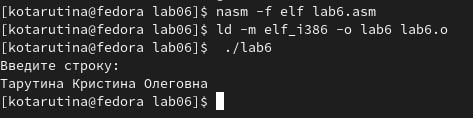 [kotarutina@fedora lab06]$ nasm -f elf lab6.asm
[kotarutina@fedora lab06]$ ld -m elf_i386 -o lab6 lab6.o
[kotarutina@fedora lab06]$  ./lab6
Введите строку:
Тарутина Кристина Олеговна
[kotarutina@fedora lab06]$